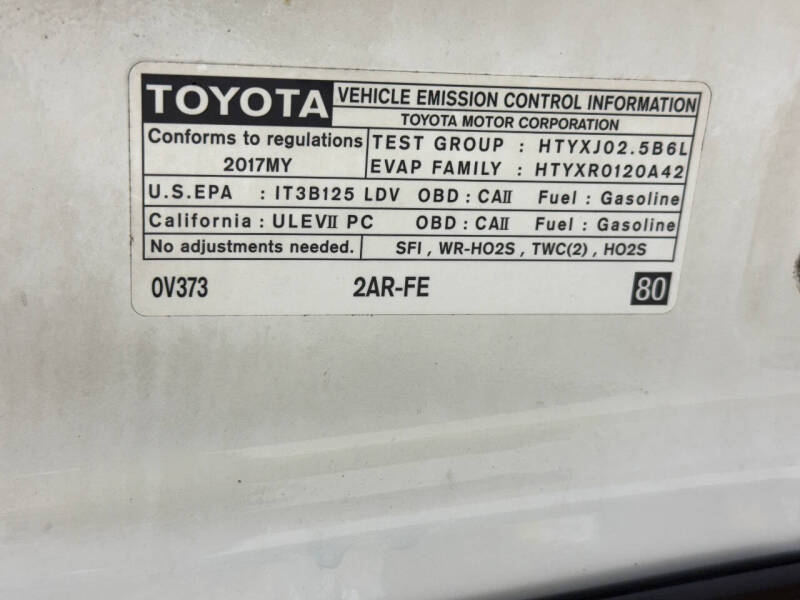 TOYOTA VEHICLE EMISSION CONTROL INFORMATION
TOYOTA MOTOR CORPORATION
Conforms to regulations
2017MY
TEST GROUP : HTYXJ02.5B6L
EVAP FAMILY : HTYXR0120A42
U.S.EPA : IT3B125 LDV OBD : CAⅡ Fuel : Gasoline
California : ULEVⅡ PC OBD : CAⅡ Fuel : Gasoline
No adjustments needed. SFI , WR-HO2S , TWC(2) , HO2S
0V373 2AR-FE 80